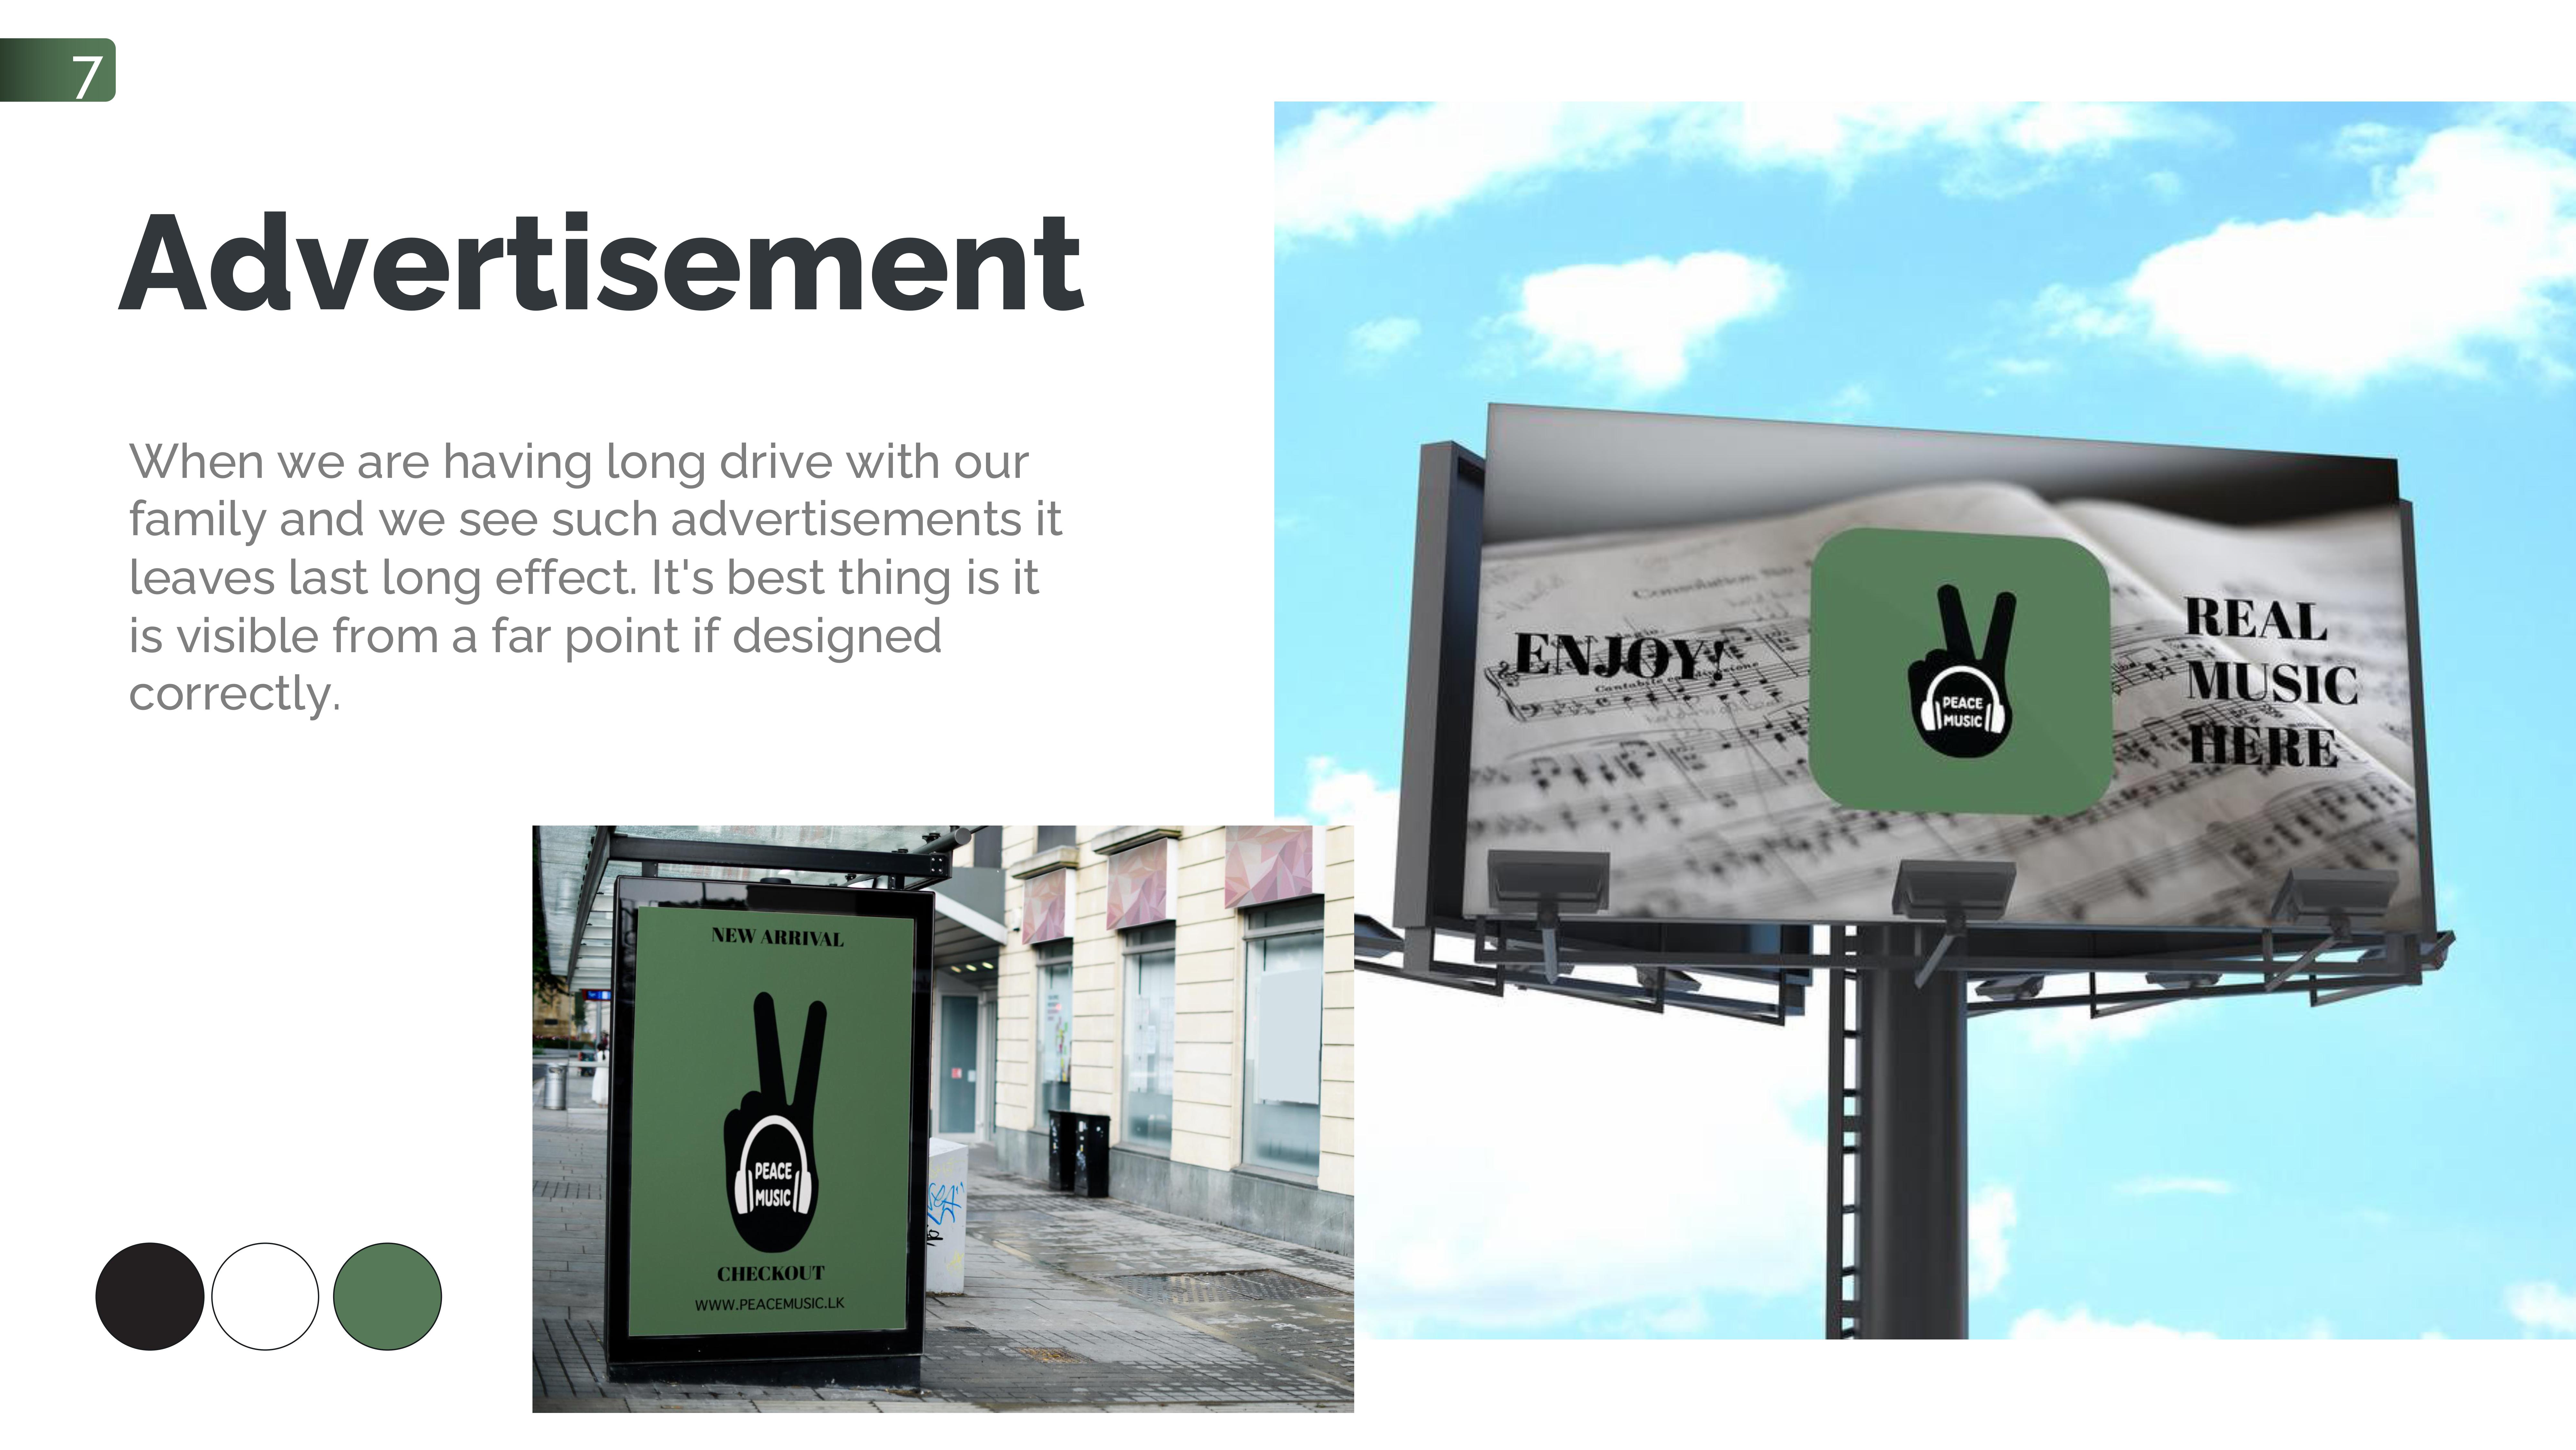 7
Advertisement
When we are having long drive with our
family and we see such advertisements it
leaves last long effect. It's best thing is it
is visible from a far point if designed
correctly.
ENJOY!
Cantabile
PEACE
MUSIC
REAL
MUSIC
HERE
NEW ARRIVAL
PEACE
MUSIC
CHECKOUT
WWW.PEACEMUSIC.LK